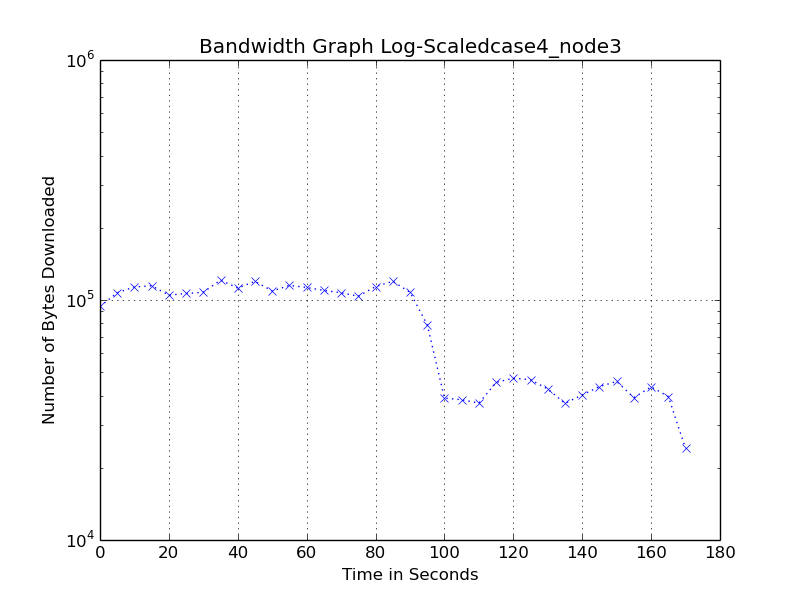 Bandwidth Graph Log-Scaledcase4_node3
10^6
10^5
10^4
Number of Bytes Downloaded
0 20 40 60 80 100 120 140 160 180
Time in Seconds